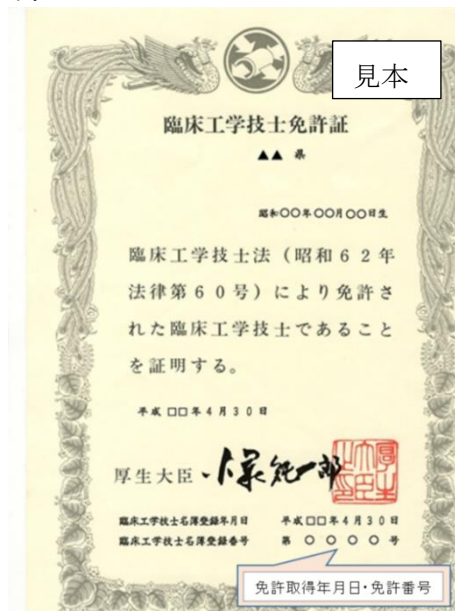 見本
臨床工学技士免許証
▲▲ 県
昭和〇〇年〇〇月〇〇日生
臨床工学技士法(昭和62年
法律第60号)により免許さ
れた臨床工学技士であること
を証明する。
平成 □□年4月30日
厚生大臣
臨床工学技士名簿登録年月日 平成□□年4月30日
臨床工学技士名簿登録番号 第 〇 〇 〇 〇 号
免許取得年月日・免許番号